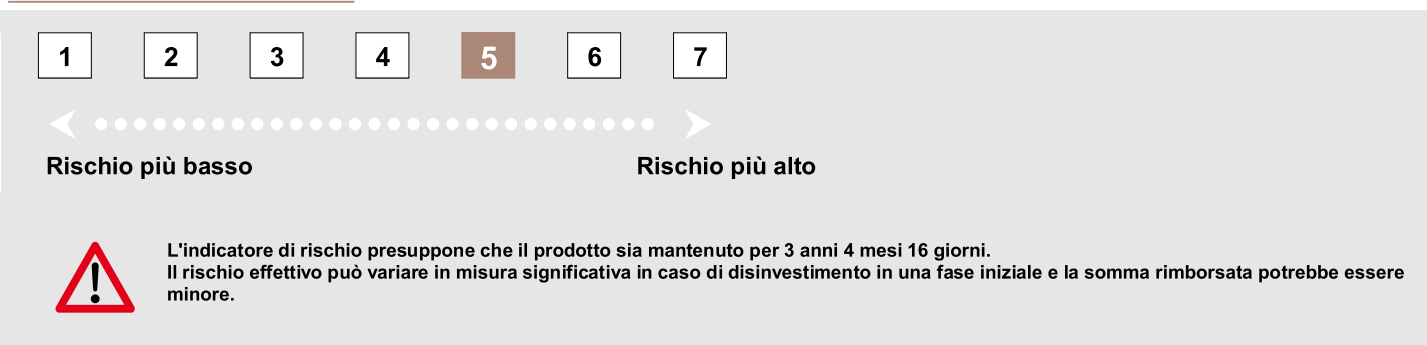 1 2 3 4 5 6 7
Rischio più basso Rischio più alto
L'indicatore di rischio presuppone che il prodotto sia mantenuto per 3 anni 4 mesi 16 giorni.
Il rischio effettivo può variare in misura significativa in caso di disinvestimento in una fase iniziale e la somma rimborsata potrebbe essere
minore.